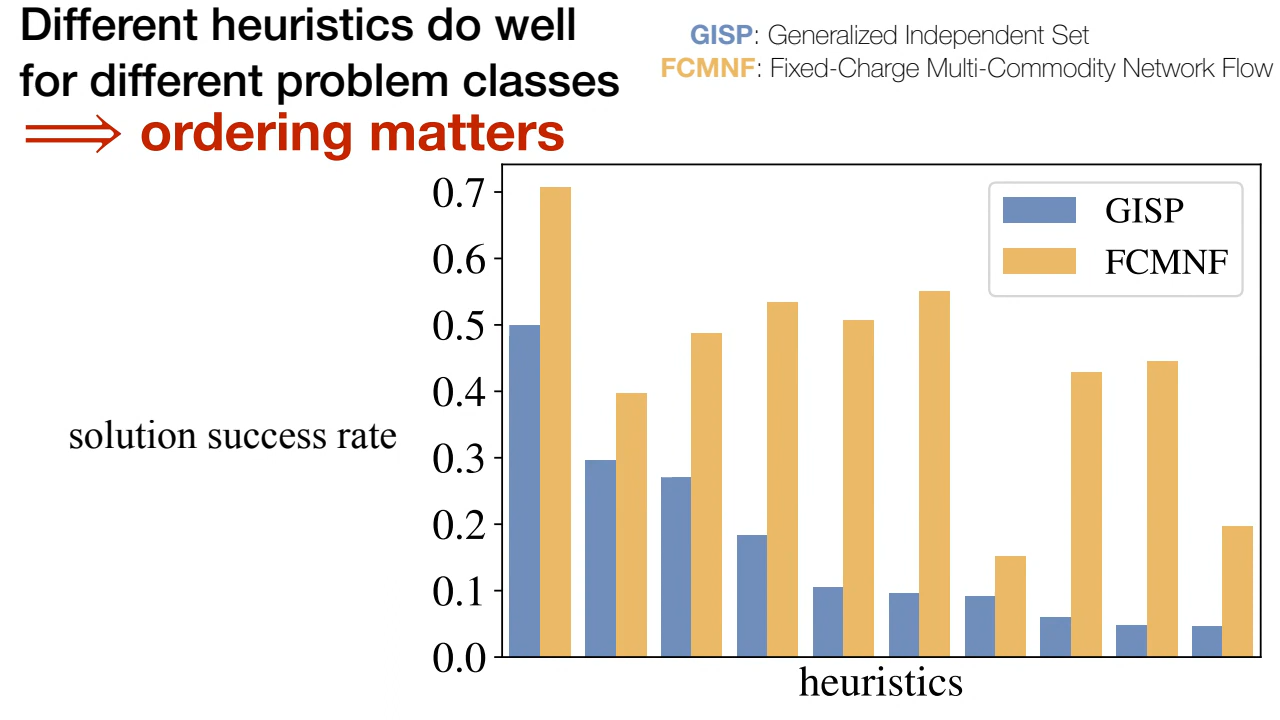 Different heuristics do well
for different problem classes
⟹ ordering matters
GISP: Generalized Independent Set
FCMNF: Fixed-Charge Multi-Commodity Network Flow
0.7
0.6
0.5
0.4
0.3
0.2
0.1
0.0
GISP
FCMNF
solution success rate
heuristics